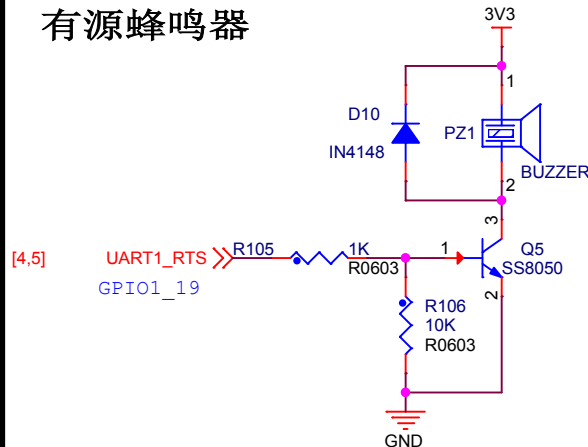 有源蜂鸣器
3V3
1
D10
PZ1
IN4148
BUZZER
2
3
[4,5]
UART1_RTS
R105
1K
1
Q5
R0603
SS8050
GPIO1_19
2
R106
10K
R0603
GND